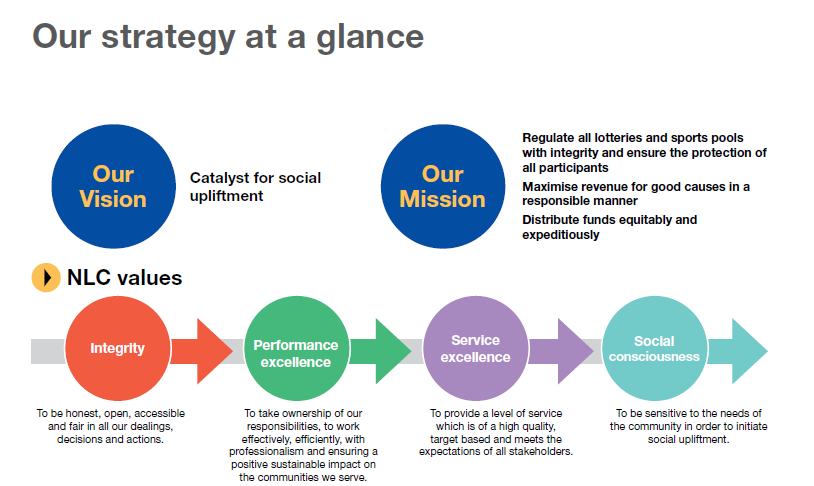 Our strategy at a glance
Our
Vision
Catalyst for social
upliftment
Our
Mission
Regulate all lotteries and sports pools
with integrity and ensure the protection of
all participants
Maximise revenue for good causes in a
responsible manner
Distribute funds equitably and
expeditiously
NLC values
Integrity
To be honest, open, accessible
and fair in all our dealings,
decisions and actions.
Performance
excellence
To take ownership of our
responsibilities, to work
effectively, efficiently, with
professionalism and ensuring a
positive sustainable impact on
the communities we serve.
Service
excellence
To provide a level of service
which is of a high quality,
target based and meets the
expectations of all stakeholders.
Social
consciousness
To be sensitive to the needs of
the community in order to initiate
social upliftment.